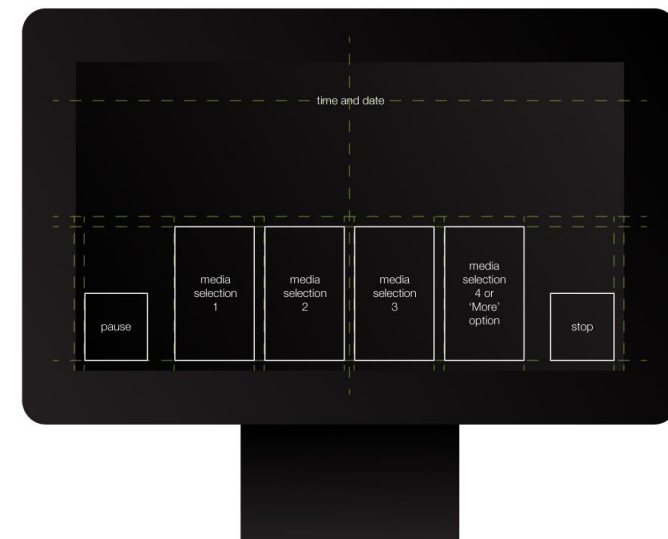 time and date
media
selection
1
media
selection
2
media
selection
3
media
selection
4 or
‘More’
option
pause
stop